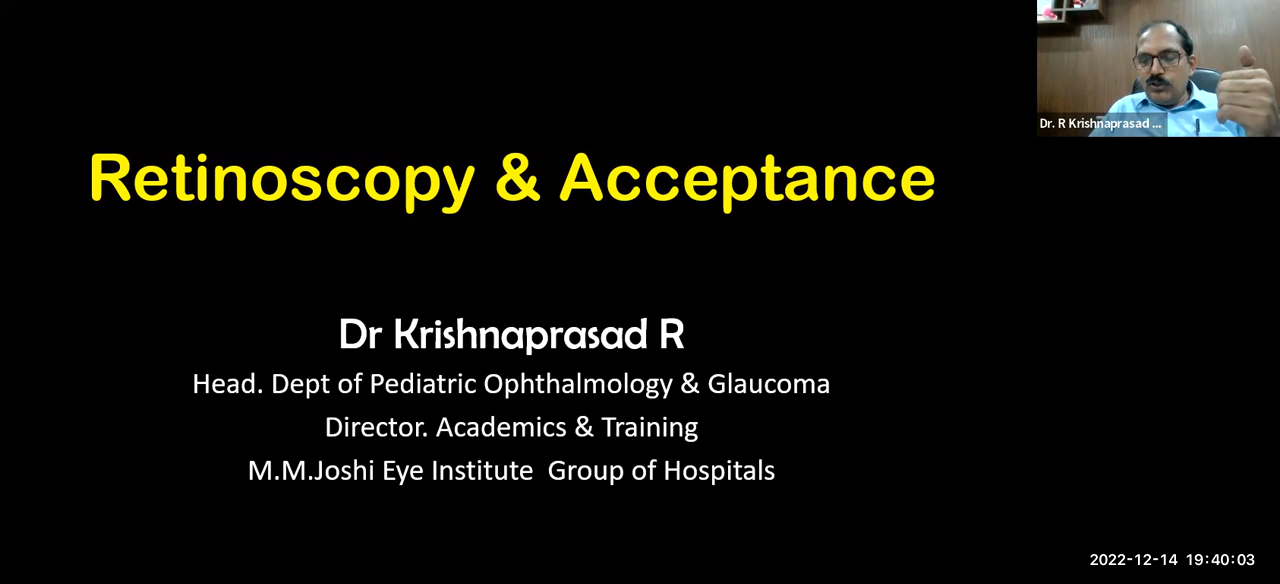 Dr. R Krishnaprasad ...
Retinoscopy & Acceptance
Dr Krishnaprasad R
Head. Dept of Pediatric Ophthalmology & Glaucoma
Director. Academics & Training
M.M.Joshi Eye Institute  Group of Hospitals
2022-12-14 19:40:03